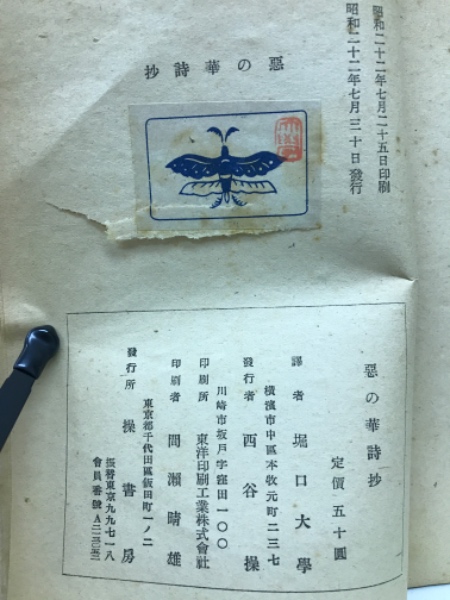 昭和二十二年七月二十五日印刷
昭和二十二年七月三十日發行
惡の華詩抄
惡の華詩抄
定價 五十圓
譯者 堀口大學
橫濱市中區本牧元町二三七
發行者 西谷操
川崎市坂戸字窪田一〇〇
印刷所 東洋印刷工業株式會社
印刷者 間瀨晴雄
東京都千代田區飯田町一ノ二
發行所 操書房
振替東京九九七一八